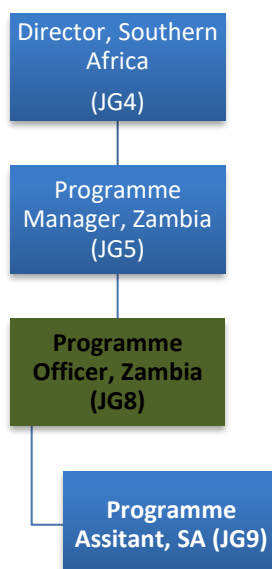 Director, Southern
Africa
(JG4)
Programme
Manager, Zambia
(JG5)
Programme
Officer, Zambia
(JG8)
Programme
Assitant, SA (JG9)